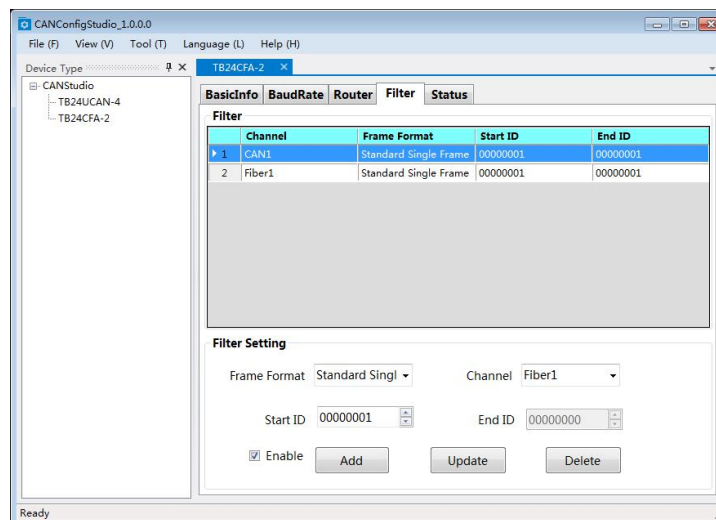 CANConfigStudio_1.0.0.0
File (F) View (V) Tool (T) Language (L) Help (H)
Device Type
TB24CFA-2
CANStudio
TB24UCAN-4
TB24CFA-2
BasicInfo BaudRate Router Filter Status
Filter
Channel Frame Format Start ID End ID
1 CAN1 Standard Single Frame 00000001 00000001
2 Fiber1 Standard Single Frame 00000001 00000001
Filter Setting
Frame Format Standard Singl Channel Fiber1
Start ID 00000001 End ID 00000000
Enable Add Update Delete
Ready